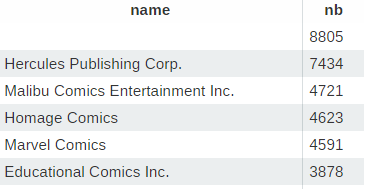 name nb
8805
Hercules Publishing Corp. 7434
Malibu Comics Entertainment Inc. 4721
Homage Comics 4623
Marvel Comics 4591
Educational Comics Inc. 3878